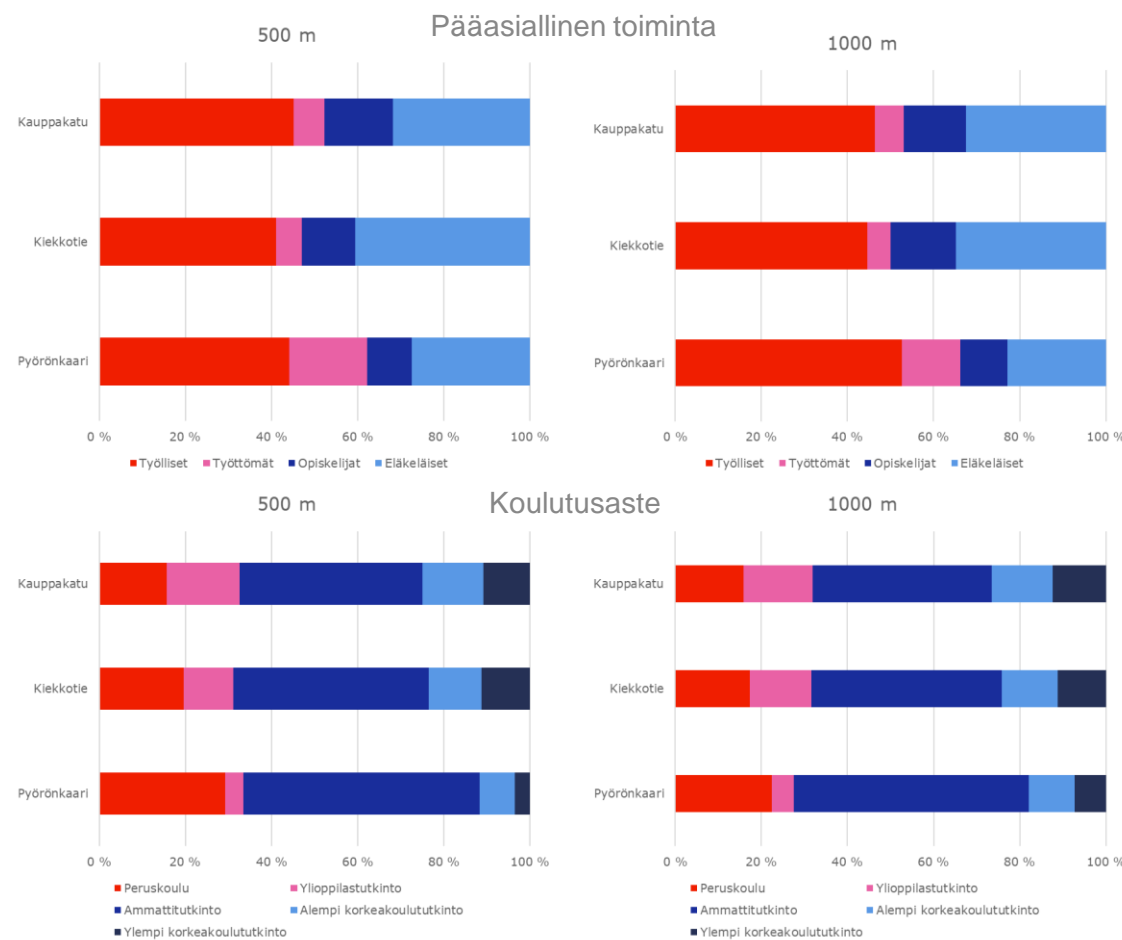 Pääasiallinen toiminta
500 m
1000 m
Kauppakatu
Kiekkotie
Pyörönkaari
0 % 20 % 40 % 60 % 80 % 100 %
Työlliset Työttömät Opiskelijat Eläkeläiset
Kauppakatu
Kiekkotie
Pyörönkaari
0 % 20 % 40 % 60 % 80 % 100 %
Työlliset Työttömät Opiskelijat Eläkeläiset
Koulutusaste
500 m
1000 m
Kauppakatu
Kiekkotie
Pyörönkaari
0 % 20 % 40 % 60 % 80 % 100 %
Peruskoulu Ylioppilastutkinto
Ammattitutkinto Alempi korkeakoulututkinto
Ylempi korkeakoulututkinto
Kauppakatu
Kiekkotie
Pyörönkaari
0 % 20 % 40 % 60 % 80 % 100 %
Peruskoulu Ylioppilastutkinto
Ammattitutkinto Alempi korkeakoulututkinto
Ylempi korkeakoulututkinto